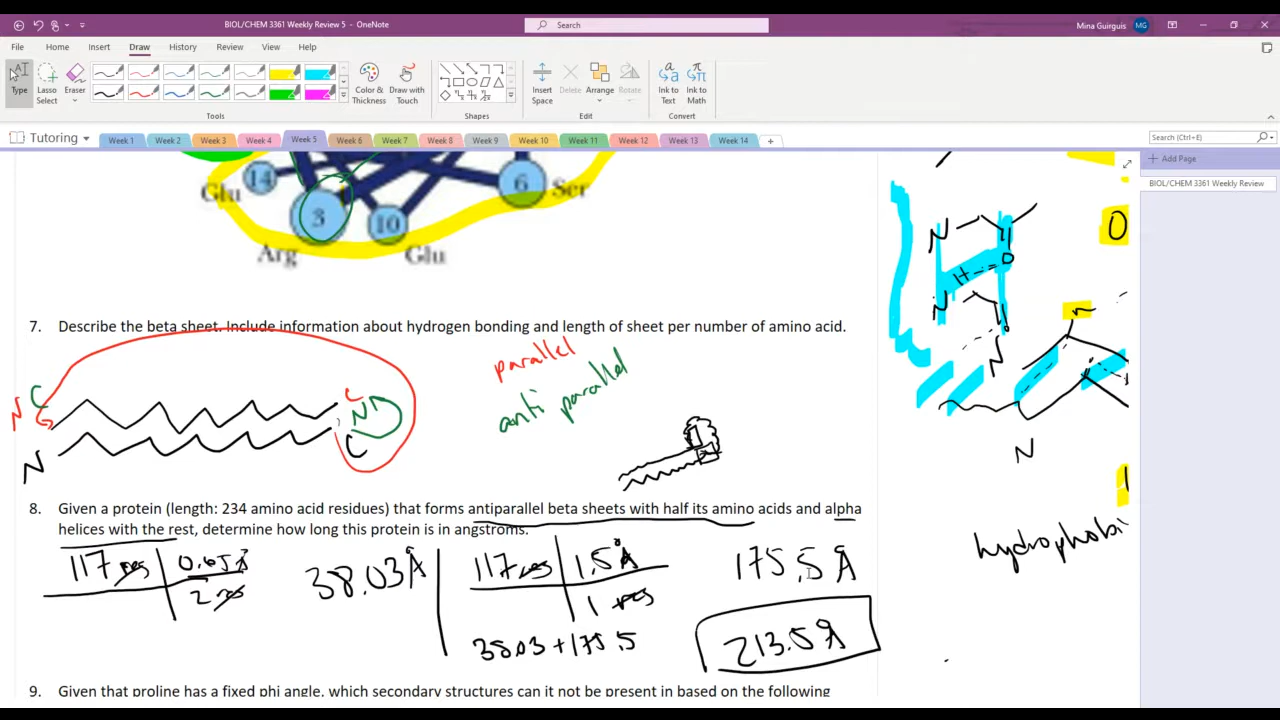 BIOL/CHEM 3361 Weekly Review 5 - OneNote
Search
Mina Guirguis
MG
File
Home
Insert
Draw
History
Review
View
Help
Type
Lasso Select
Eraser
Color & Thickness
Draw with Touch
Insert Space
Delete
Arrange
Rotate
Ink to Text
Ink to Math
Tools
Shapes
Edit
Convert
Tutoring
Week 1
Week 2
Week 3
Week 4
Week 5
Week 6
Week 7
Week 8
Week 9
Week 10
Week 11
Week 12
Week 13
Week 14
Search (Ctrl+E)
Add Page
BIOL/CHEM 3361 Weekly Review
Glu
14
3
10
6
Ser
Arg
Glu
N
O
H
O
N
N
N
7. Describe the beta sheet. Include information about hydrogen bonding and length of sheet per number of amino acid.
parallel
anti parallel
N C
C
N
N
C
8. Given a protein (length: 234 amino acid residues) that forms antiparallel beta sheets with half its amino acids and alpha
helices with the rest, determine how long this protein is in angstroms.
117 res
0.65Å
2 res
38.03Å
117 res
1.5Å
1 res
175.5Å
38.03 + 175.5
213.5Å
hydrophobi
9. Given that proline has a fixed phi angle, which secondary structures can it not be present in based on the following